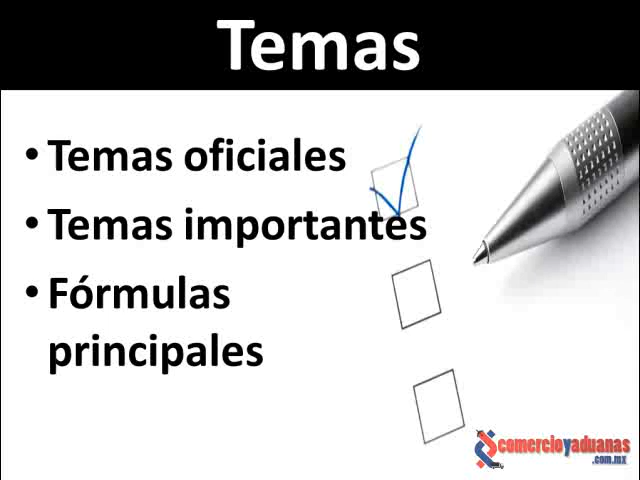 Temas
• Temas oficiales
• Temas importantes
• Fórmulas
principales
comercioyaduanas
.com.mx